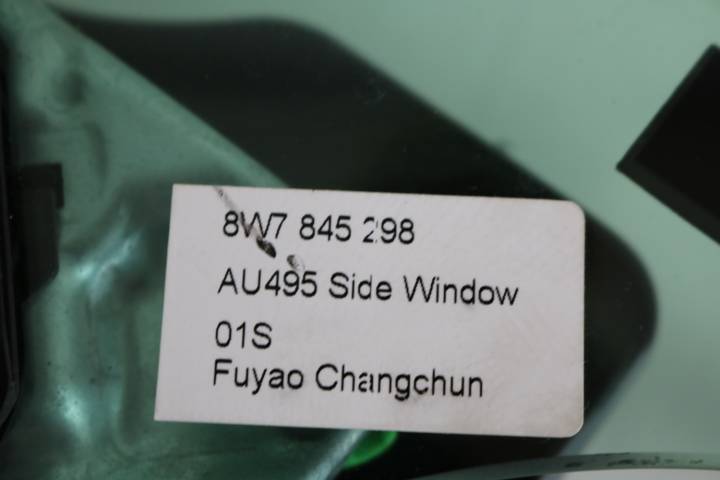 8W7 845 298
AU495 Side Window
01S
Fuyao Changchun